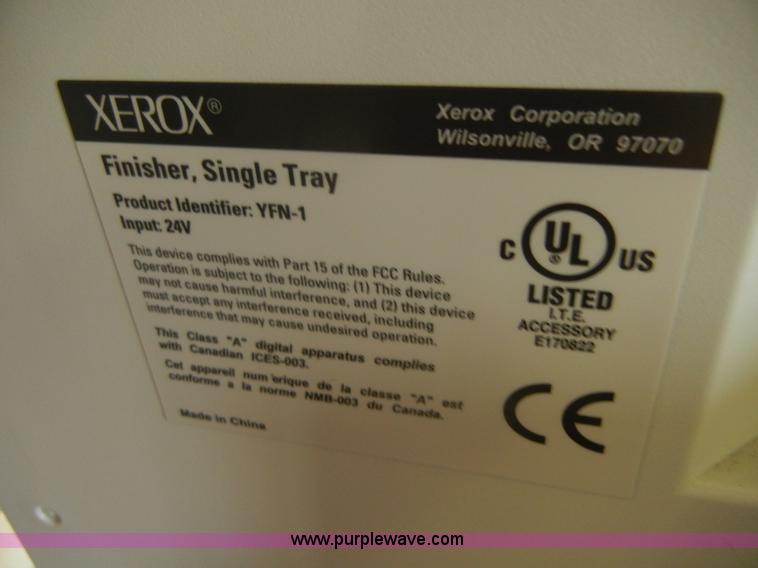 XEROX®
Xerox Corporation
Wilsonville, OR 97070
Finisher, Single Tray
Product Identifier: YFN-1
Input: 24V
This device complies with Part 15 of the FCC Rules.
Operation is subject to the following: (1) This device
may not cause harmful interference, and (2) this device
must accept any interference received, including
interference that may cause undesired operation.
This Class "A" digital apparatus complies
with Canadian ICES-003.
Cet appareil num erique de la classe "A" est
conforme a la norme NMB-003 du Canada.
Made in China
C UL® US
LISTED
I.T.E.
ACCESSORY
E170822
CE
www.purplewave.com